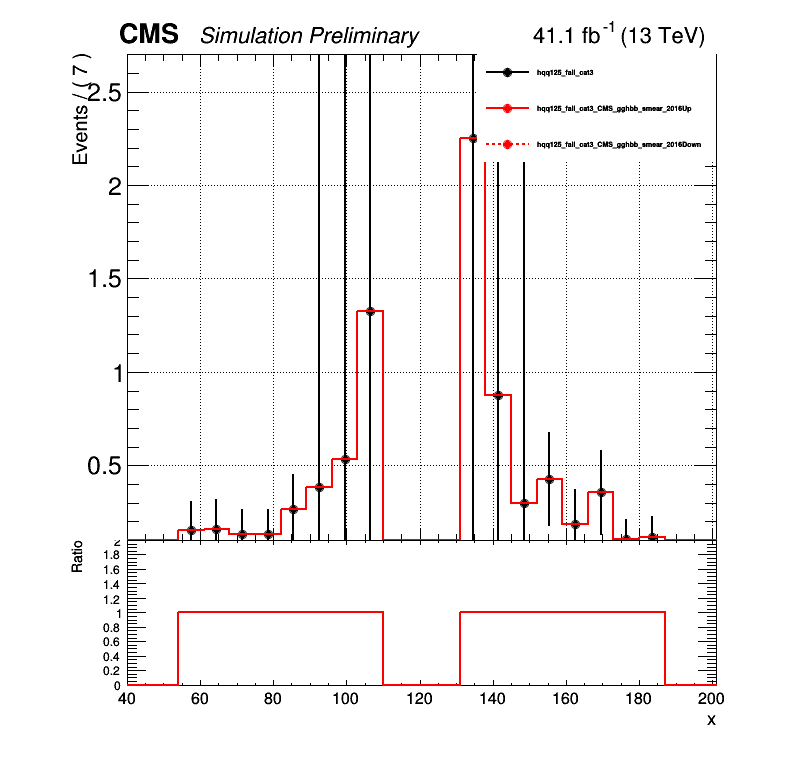 CMS Simulation Preliminary 41.1 fb-1 (13 TeV)
Events / ( 7 )
2.5
2
1.5
1
0.5
hqq125_fail_cat3
hqq125_fail_cat3_CMS_gghbb_smear_2016Up
hqq125_fail_cat3_CMS_gghbb_smear_2016Down
Ratio
2
1.8
1.6
1.4
1.2
1
0.8
0.6
0.4
0.2
0
40 60 80 100 120 140 160 180 200
x